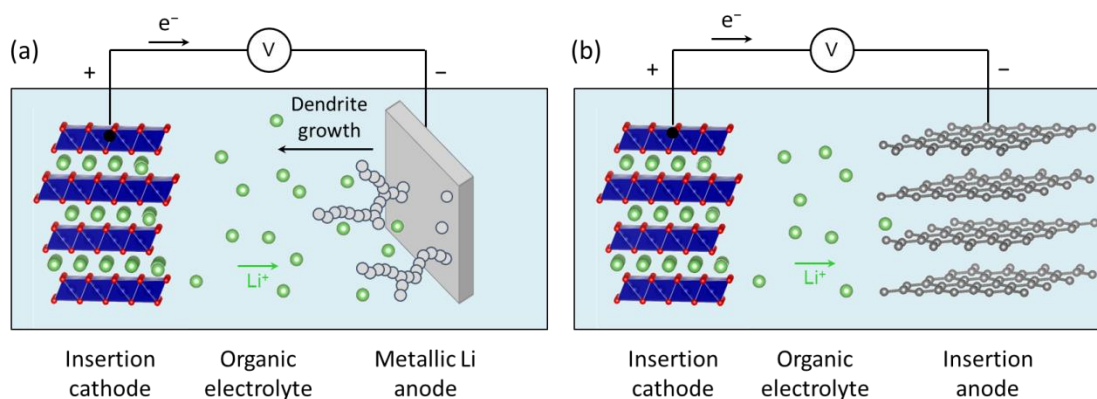 (a)
e⁻
V
+
−
Dendrite
growth
Li⁺
Insertion
cathode
Organic
electrolyte
Metallic Li
anode
(b)
e⁻
V
+
−
Li⁺
Insertion
cathode
Organic
electrolyte
Insertion
anode